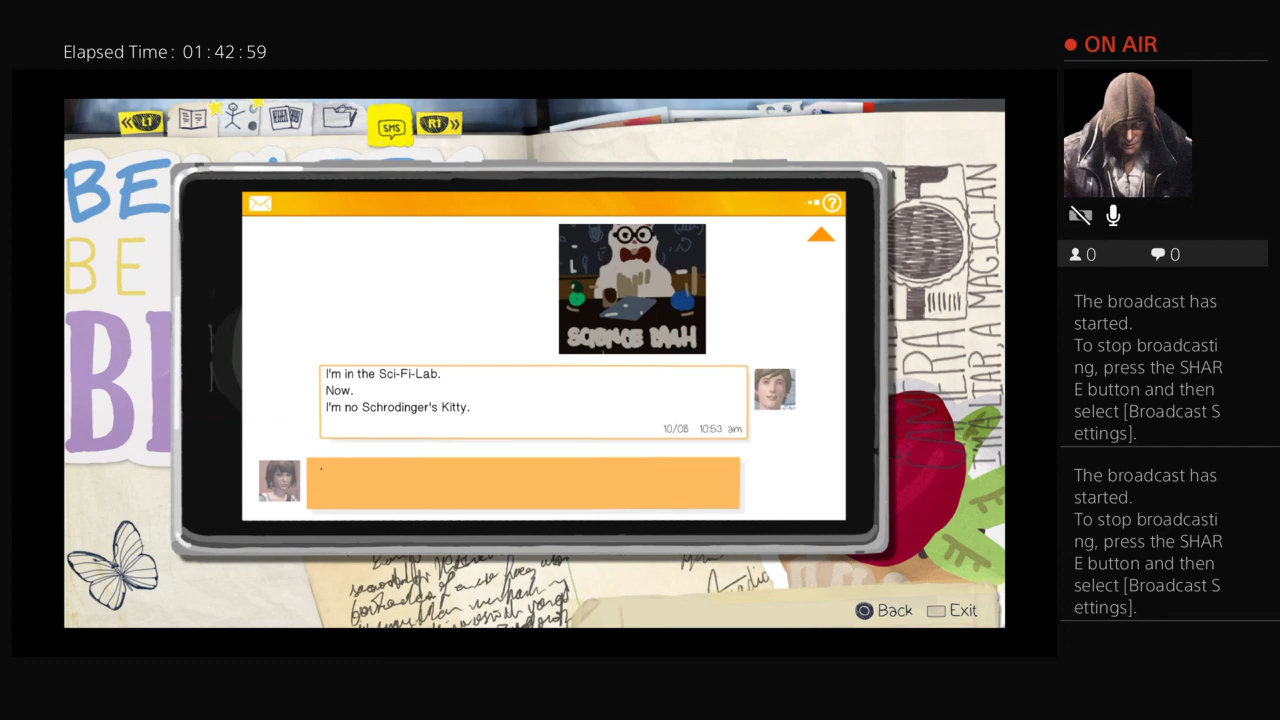 Elapsed Time: 01:42:59
ON AIR
L1
SMS
R1
BE
BE
I'm in the Sci-Fi-Lab.
Now.
I'm no Schrodinger's Kitty.
10/08 10:53 am
.
?
SCIENCE BLAH
A MAGICIAN
Back
Exit
0
0
The broadcast has
started.
To stop broadcasti
ng, press the SHAR
E button and then
select [Broadcast S
ettings].
The broadcast has
started.
To stop broadcasti
ng, press the SHAR
E button and then
select [Broadcast S
ettings].